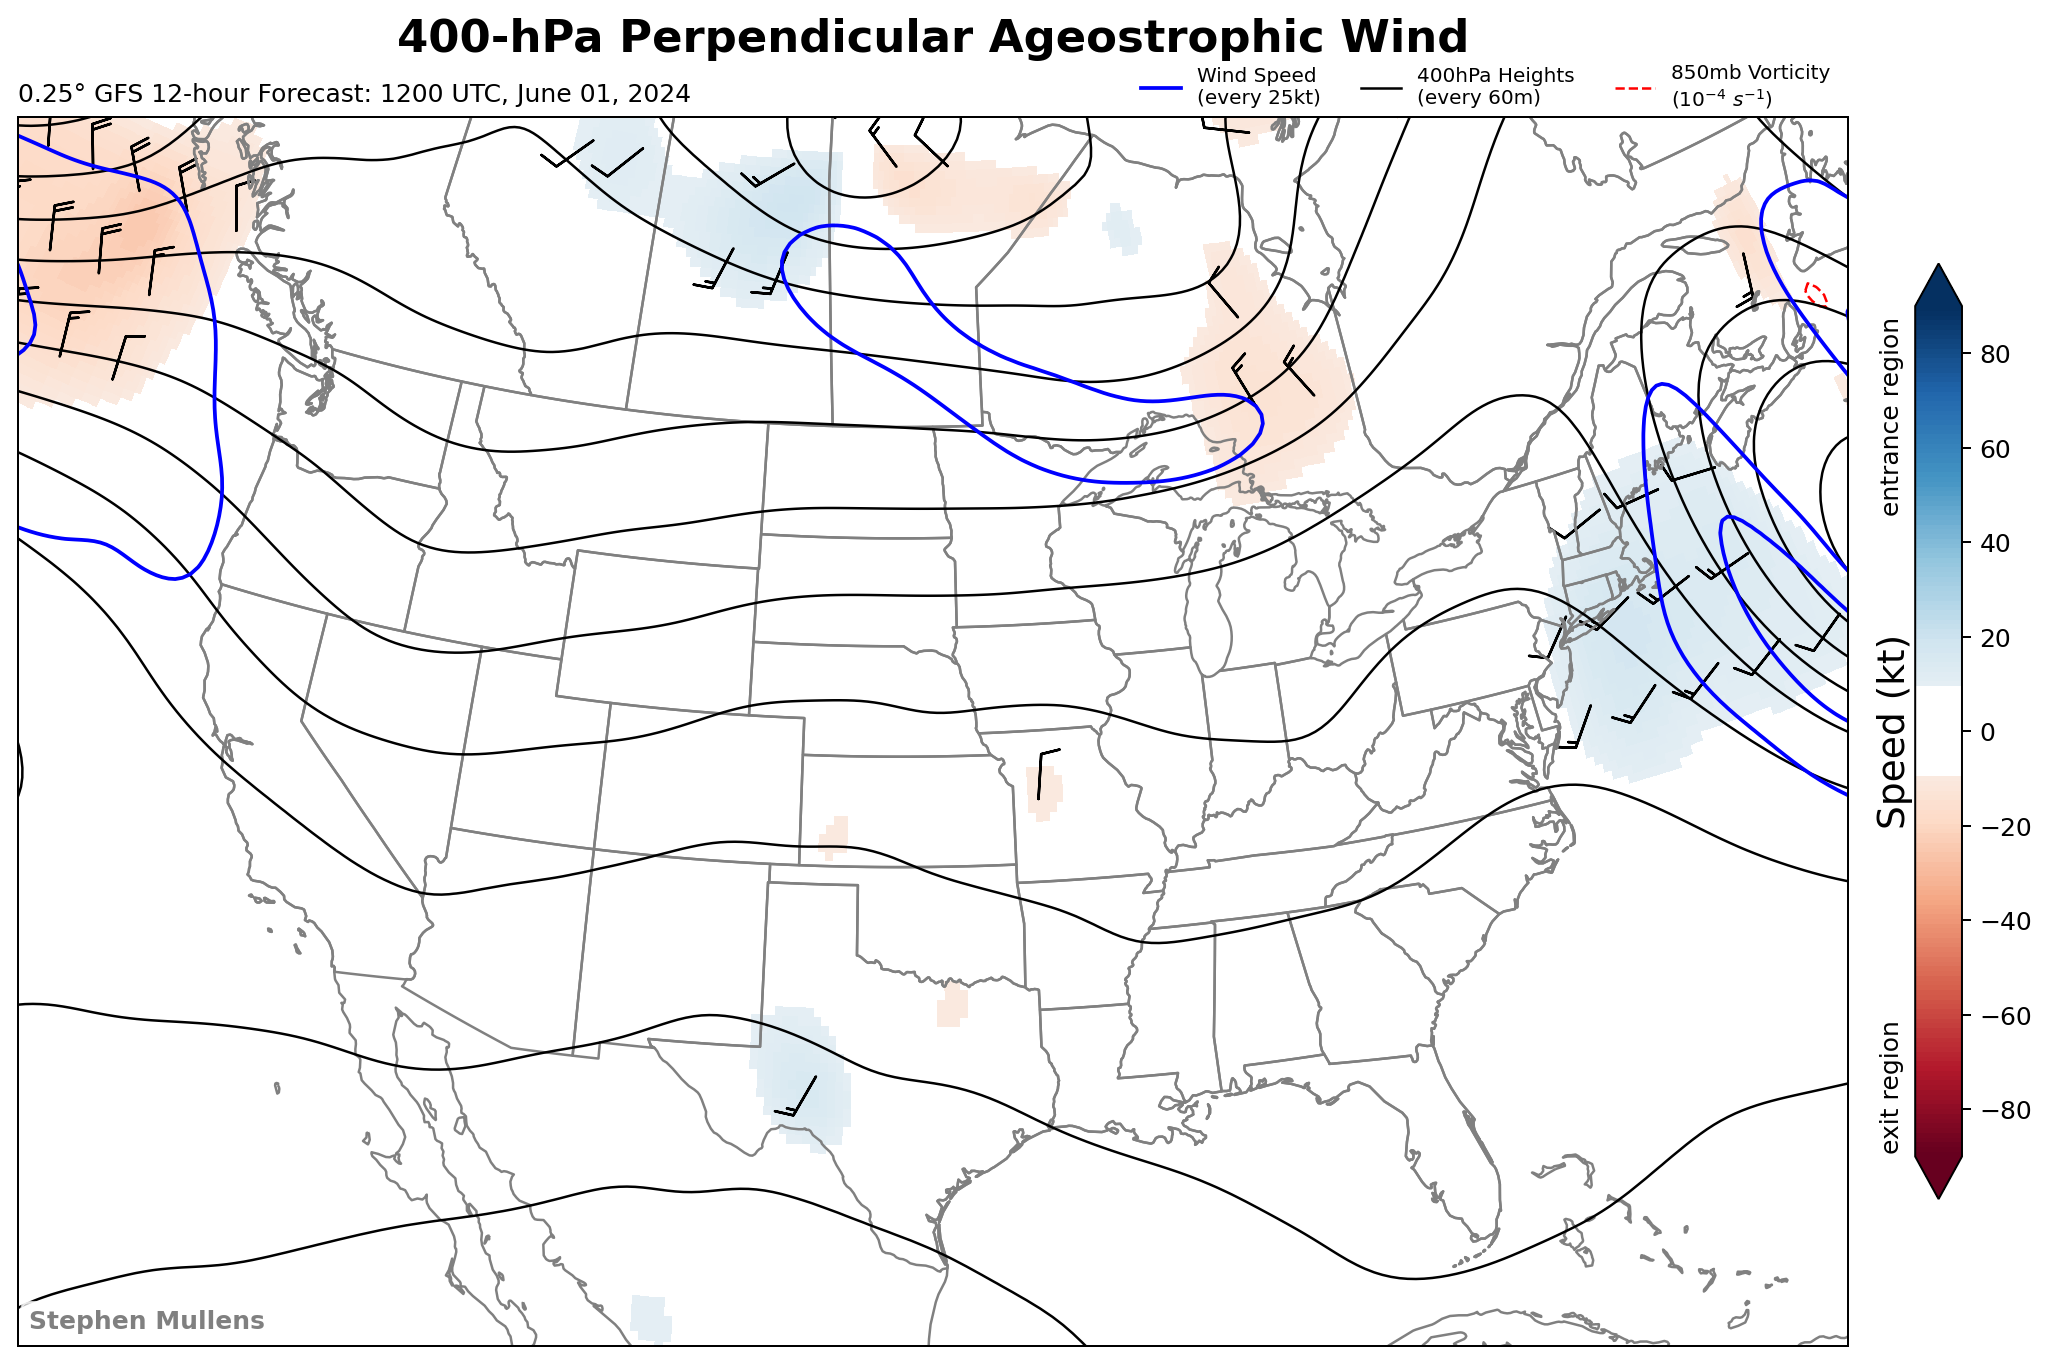 400-hPa Perpendicular Ageostrophic Wind
0.25° GFS 12-hour Forecast: 1200 UTC, June 01, 2024
Wind Speed
(every 25kt)
400hPa Heights
(every 60m)
850mb Vorticity
(10⁻⁴ s⁻¹)
entrance region
exit region
Speed (kt)
80
60
40
20
0
−20
−40
−60
−80
Stephen Mullens